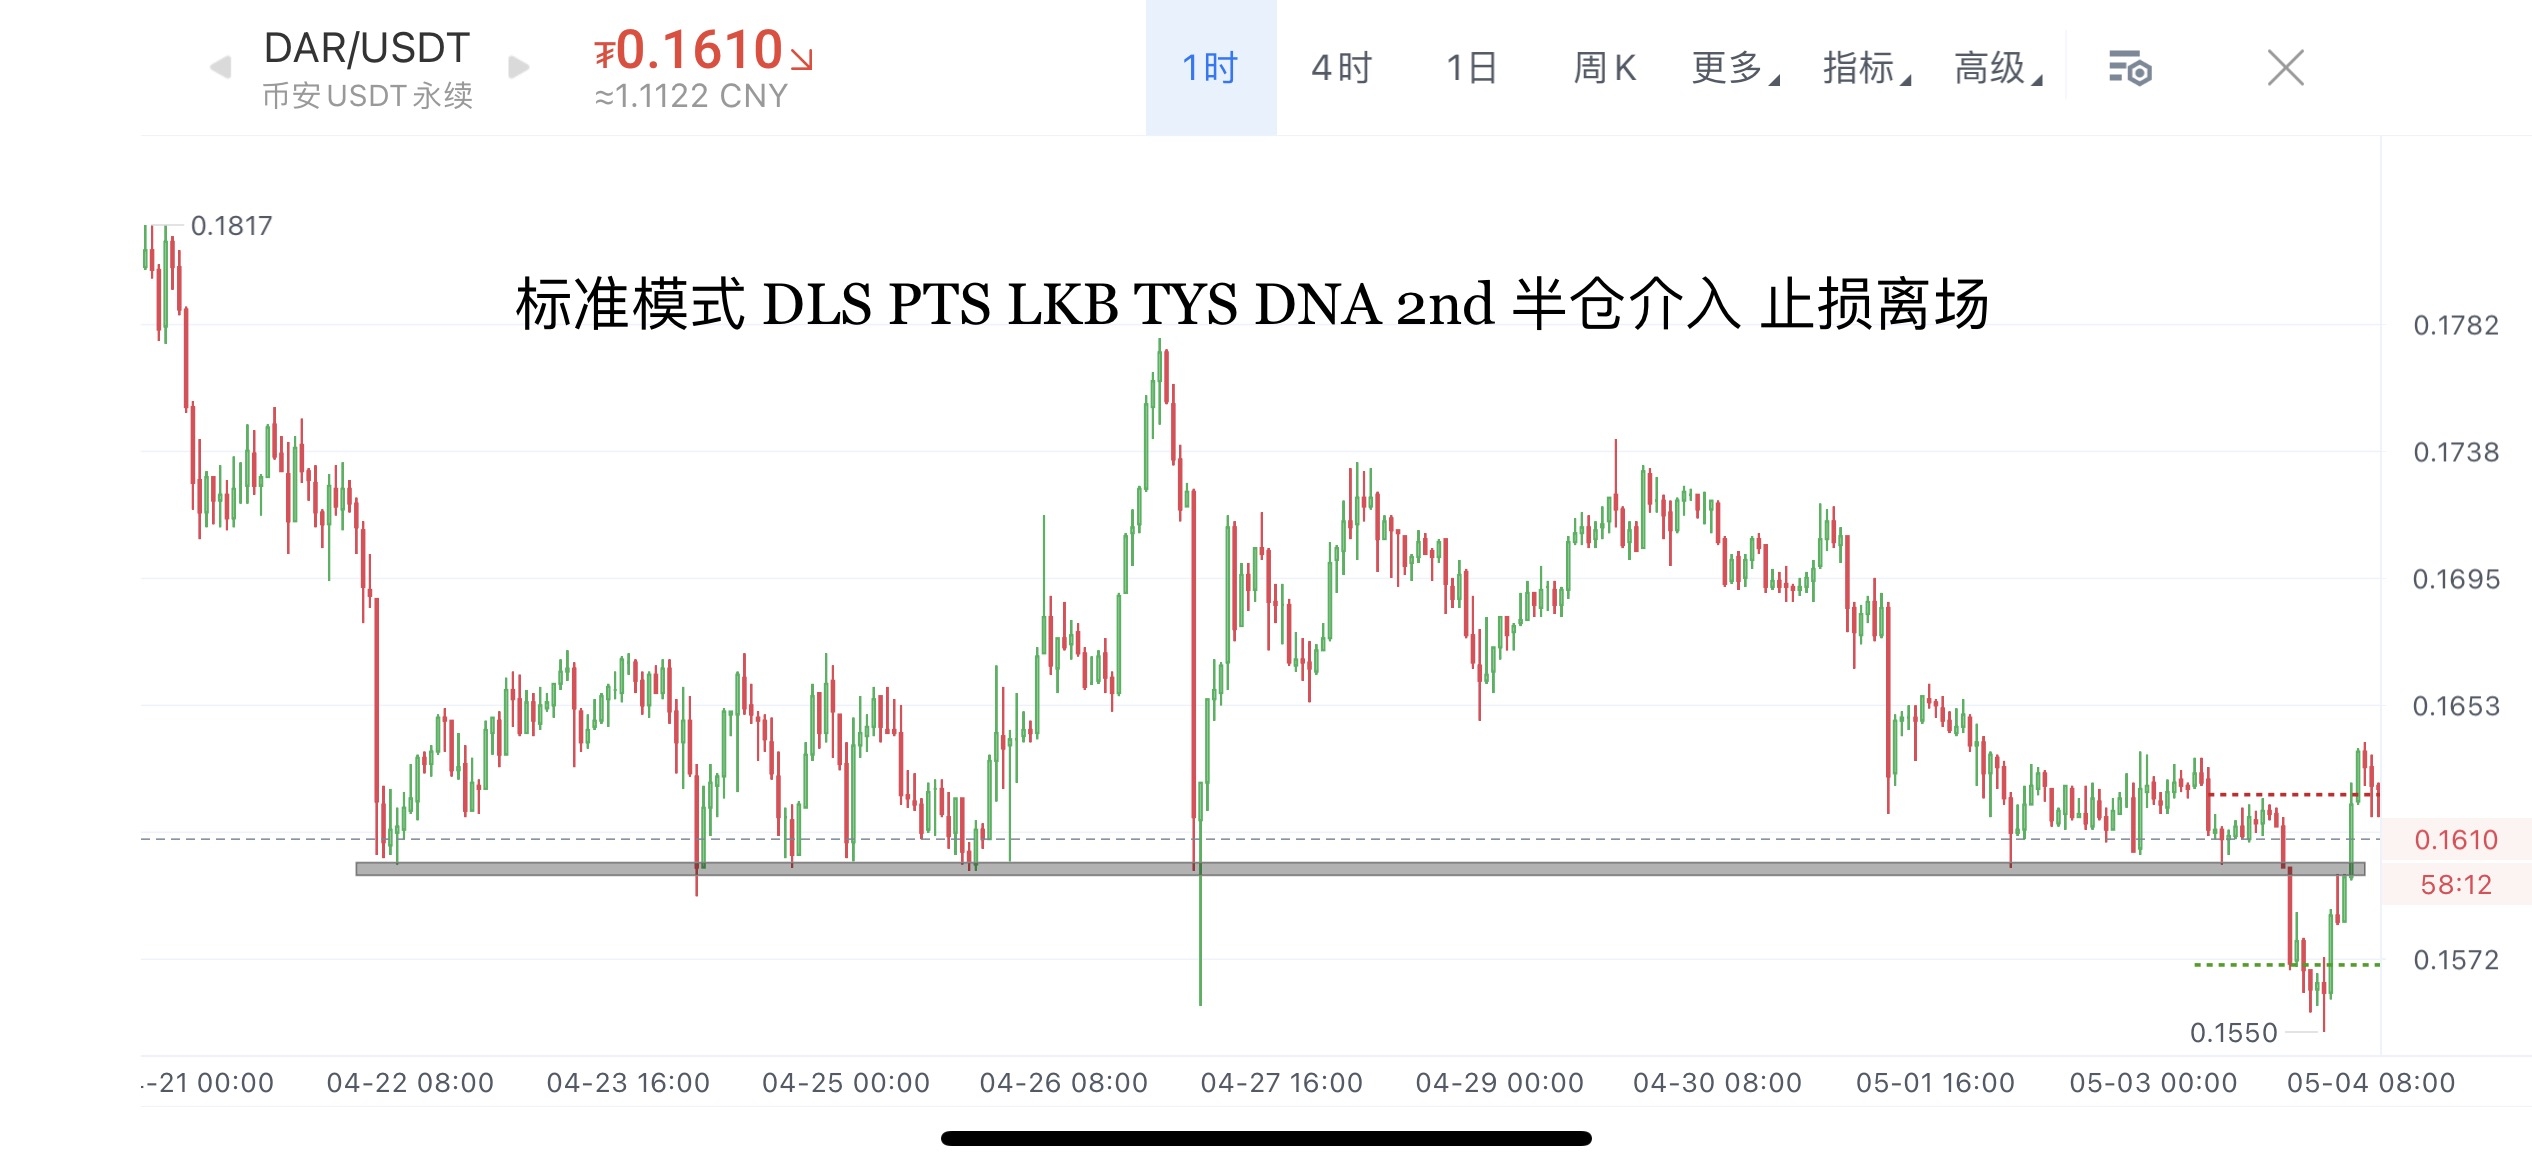 DAR/USDT
币安USDT永续
₮0.1610
≈1.1122 CNY
1时 4时 1日 周K 更多 指标 高级
0.1817
标准模式 DLS PTS LKB TYS DNA 2nd 半仓介入 止损离场
0.1782
0.1738
0.1695
0.1653
0.1610
58:12
0.1572
0.1550
-21 00:00 04-22 08:00 04-23 16:00 04-25 00:00 04-26 08:00 04-27 16:00 04-29 00:00 04-30 08:00 05-01 16:00 05-03 00:00 05-04 08:00